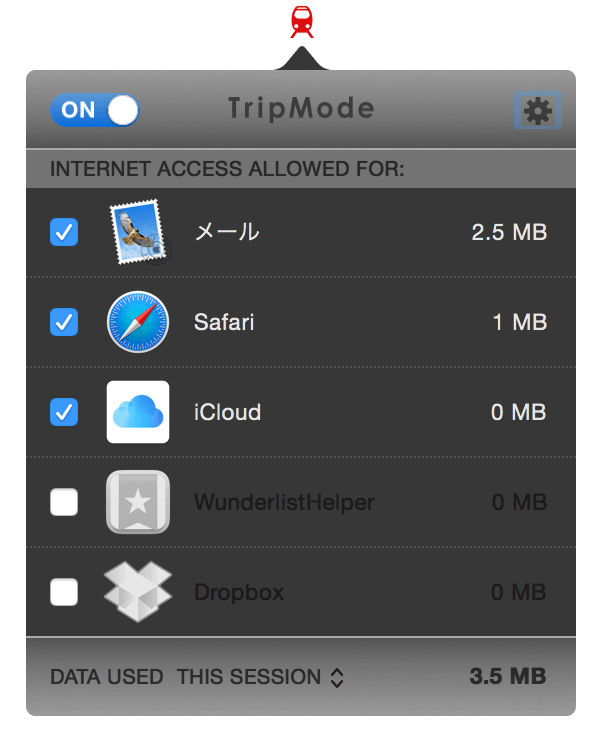 ON TripMode
INTERNET ACCESS ALLOWED FOR:
メール 2.5 MB
Safari 1 MB
iCloud 0 MB
WunderlistHelper 0 MB
Dropbox 0 MB
DATA USED THIS SESSION 3.5 MB